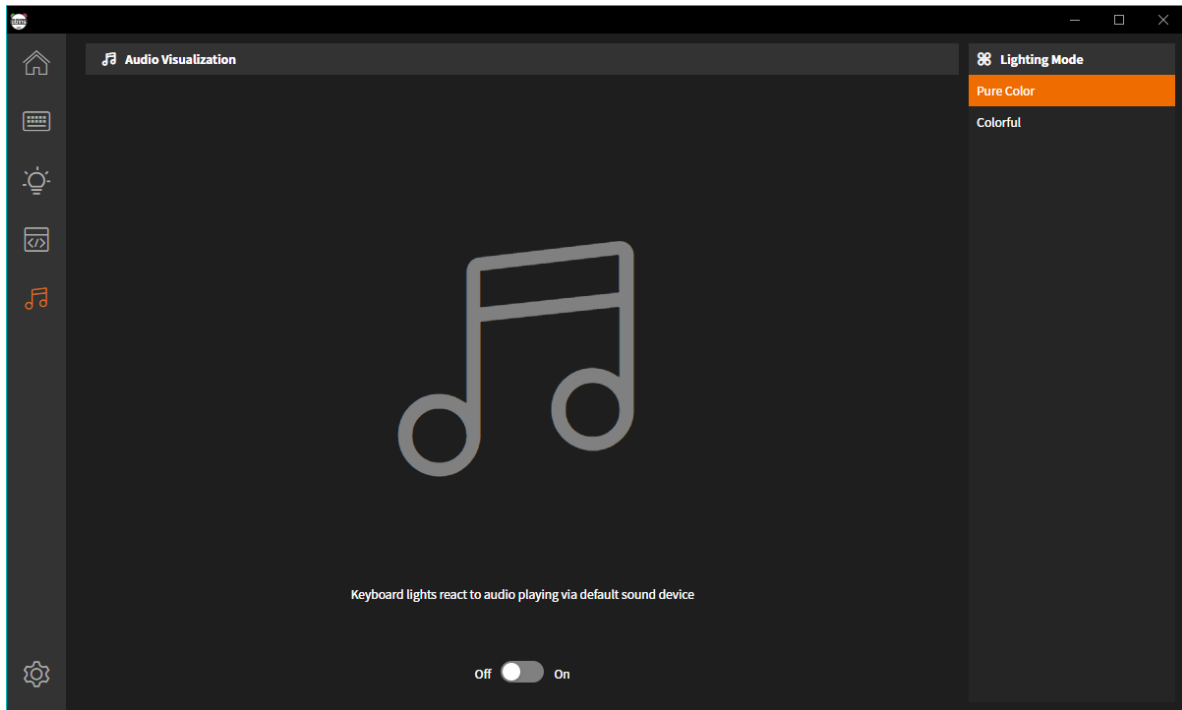 Audio Visualization
Lighting Mode
Pure Color
Colorful
Keyboard lights react to audio playing via default sound device
Off On